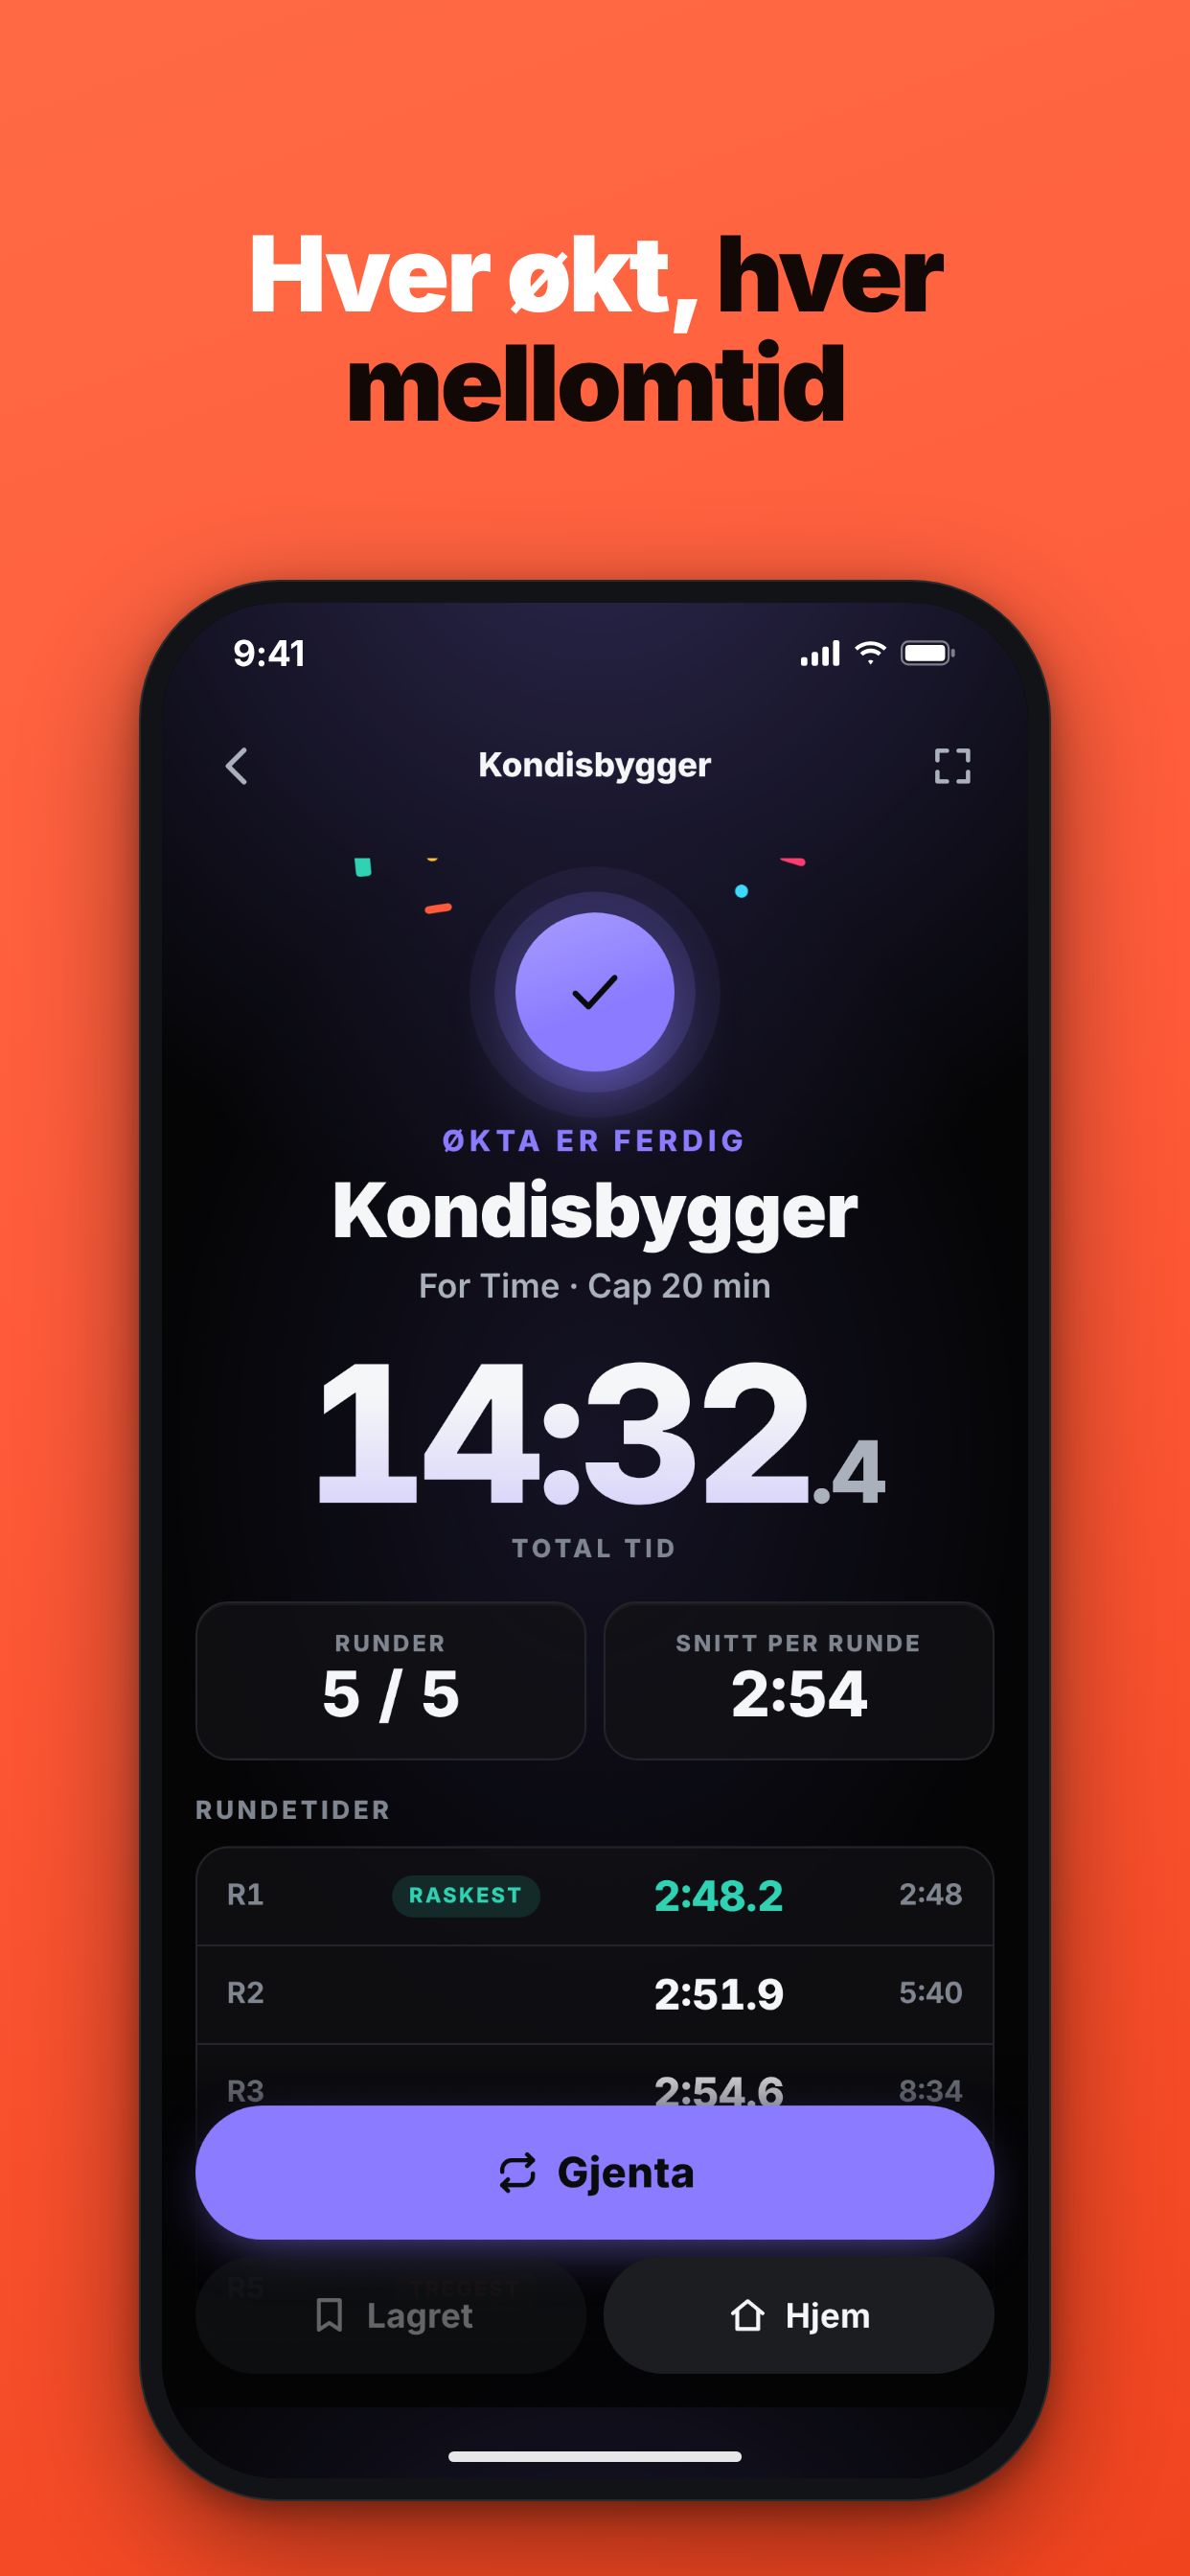 Hver økt, hver
mellomtid
9:41
Kondisbygger
ØKTA ER FERDIG
Kondisbygger
For Time · Cap 20 min
14:32.4
TOTAL TID
RUNDER
5 / 5
SNITT PER RUNDE
2:54
RUNDETIDER
R1 RASKEST 2:48.2 2:48
R2 2:51.9 5:40
R3 2:54.6 8:34
Gjenta
R5 TREGEST
Lagret
Hjem